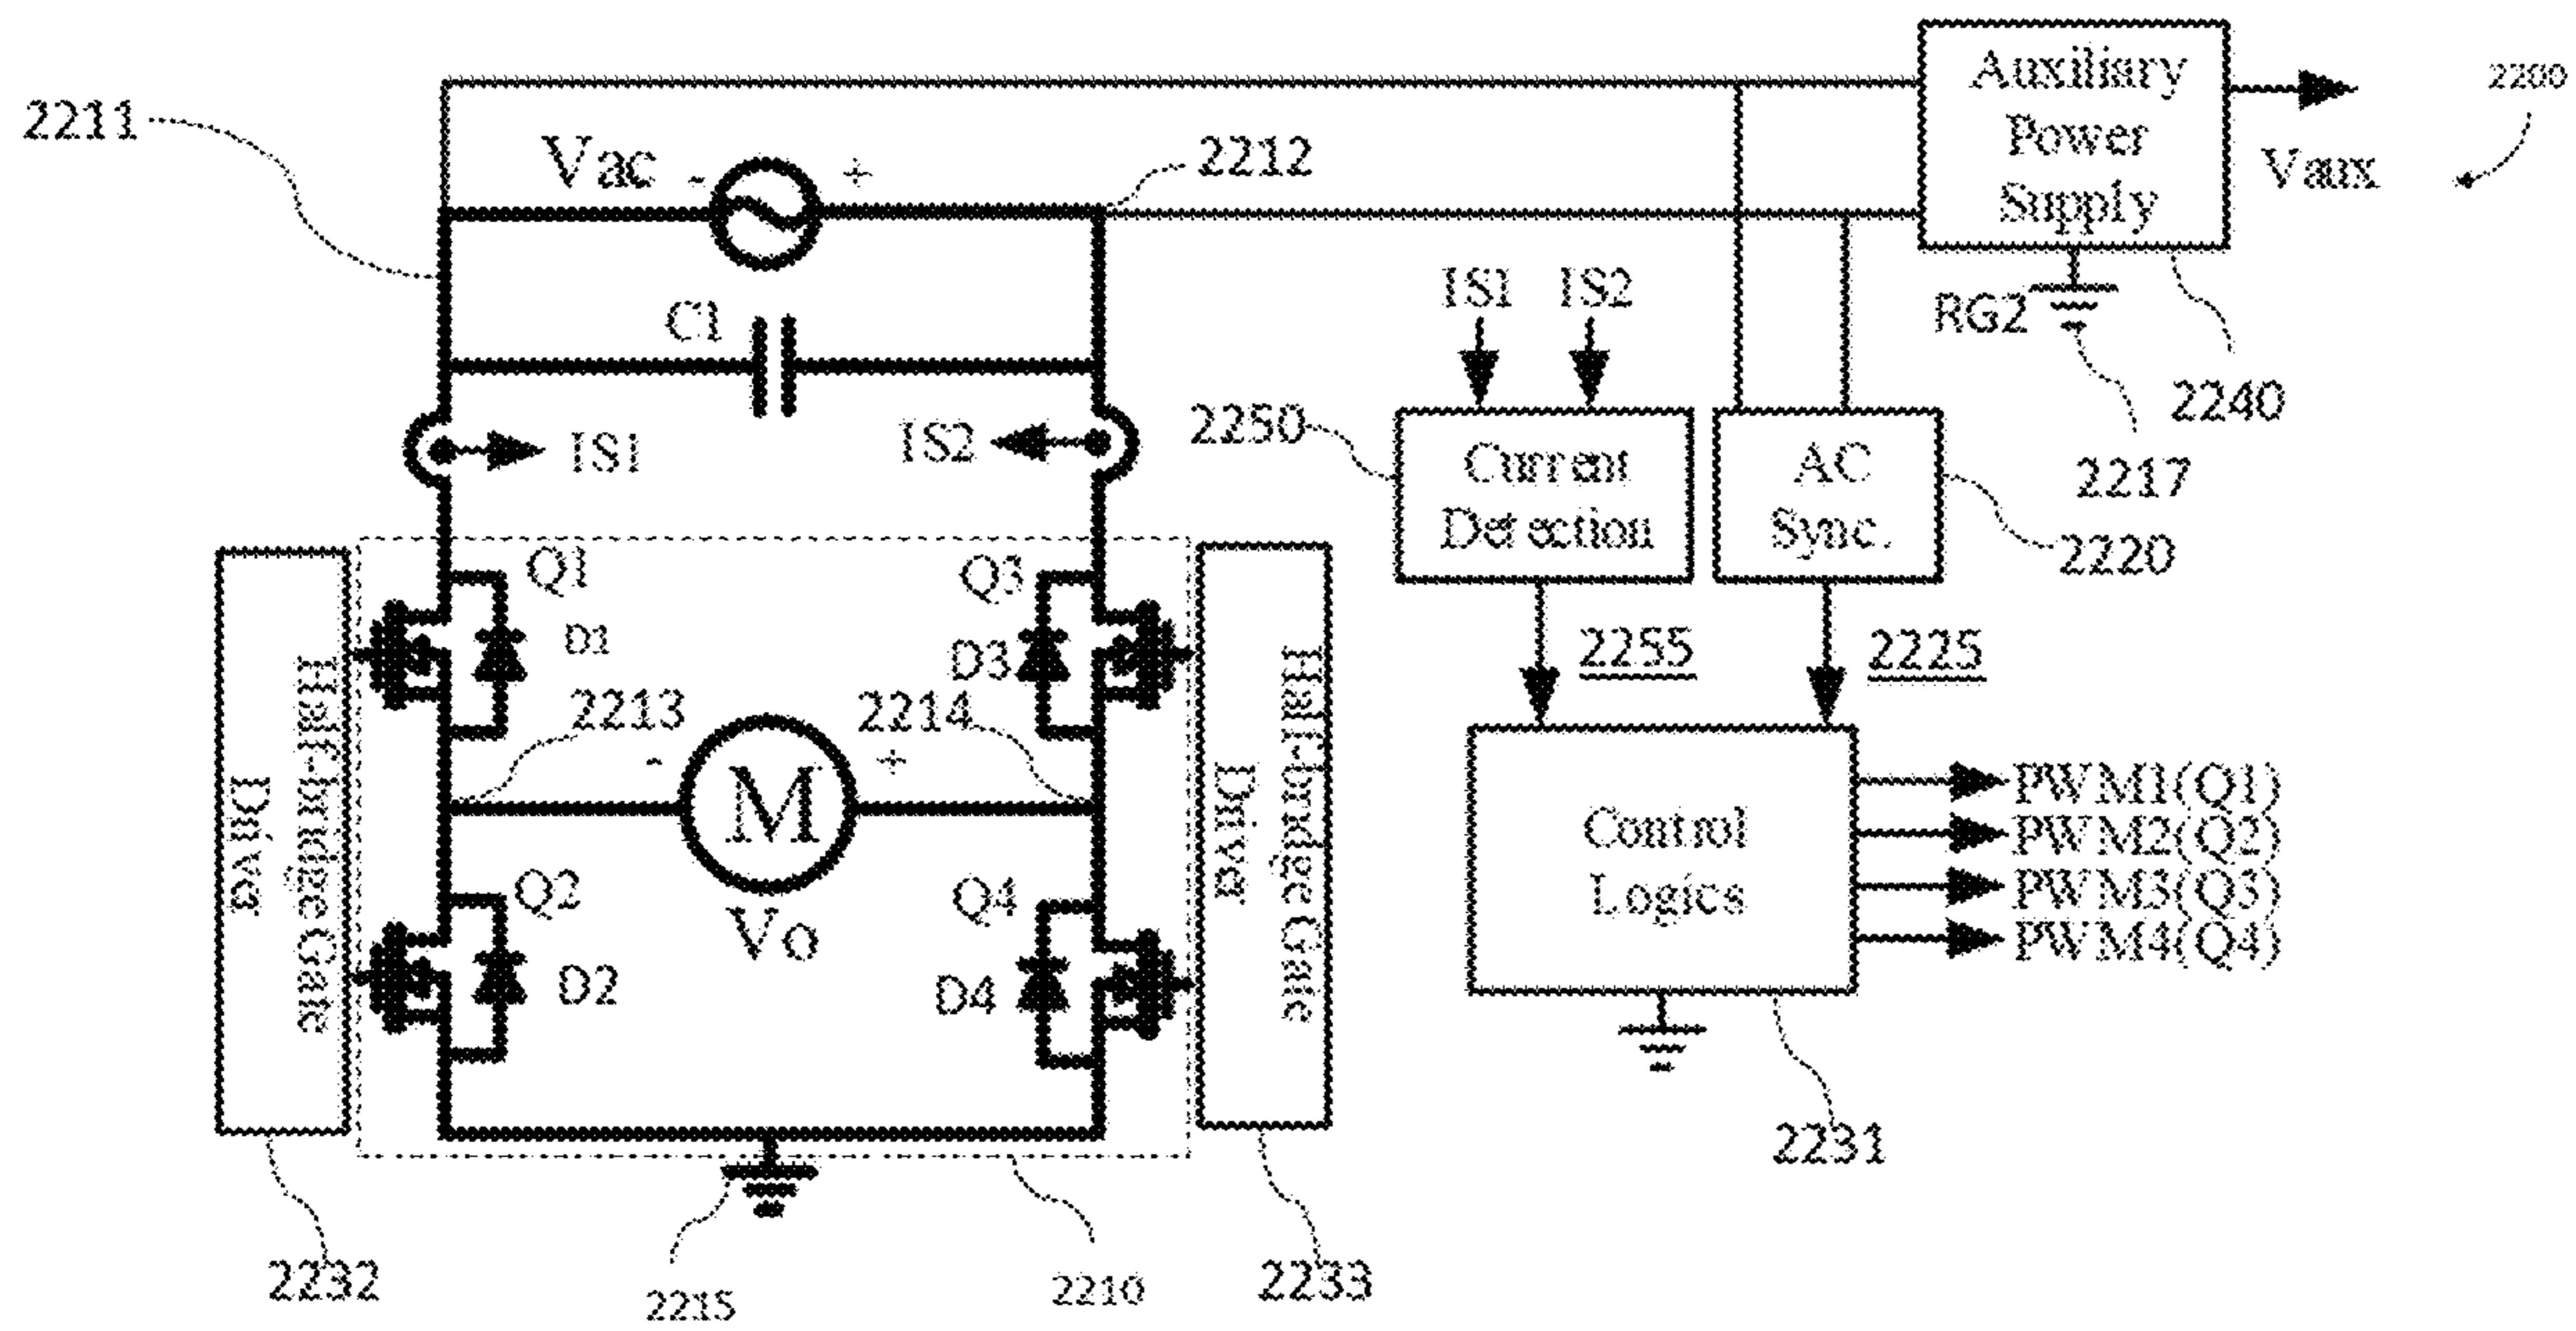 Auxiliary
Power
Supply
2200
Vaux
2211
Vac
-
+
2212
C1
IS1
IS2
RG2
2240
2217
IS1
IS2
2250
Current
Detection
AC
Sync.
2220
2255
2225
Q1
D1
Q3
D3
2213
2214
-
+
M
Vo
Q2
D2
Q4
D4
Half-bridge Gate
Driver
Half-bridge Gate
Driver
Control
Logics
PWM1(Q1)
PWM2(Q2)
PWM3(Q3)
PWM4(Q4)
2231
2232
2215
2210
2233